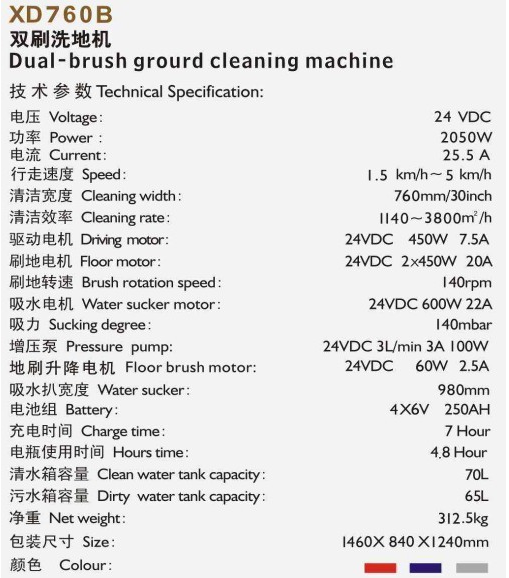 XD760B
双刷洗地机
Dual-brush grourd cleaning machine
技术参数 Technical Specification:
电压 Voltage: 24 VDC
功率 Power : 2050W
电流 Current: 25.5 A
行走速度 Speed: 1.5 km/h~5 km/h
清洁宽度 Cleaning width: 760mm/30inch
清洁效率 Cleaning rate: 1140~3800m²/h
驱动电机 Driving motor: 24VDC 450W 7.5A
刷地电机 Floor motor: 24VDC 2×450W 20A
刷地转速 Brush rotation speed: 140rpm
吸水电机 Water sucker motor: 24VDC 600W 22A
吸力 Sucking degree: 140mbar
增压泵 Pressure pump: 24VDC 3L/min 3A 100W
地刷升降电机 Floor brush motor: 24VDC 60W 2.5A
吸水扒宽度 Water sucker: 980mm
电池组 Battery: 4X6V 250AH
充电时间 Charge time: 7 Hour
电瓶使用时间 Hours time: 4.8 Hour
清水箱容量 Clean water tank capacity: 70L
污水箱容量 Dirty water tank capacity: 65L
净重 Net weight: 312.5kg
包装尺寸 Size: 1460X 840 X1240mm
颜色 Colour: